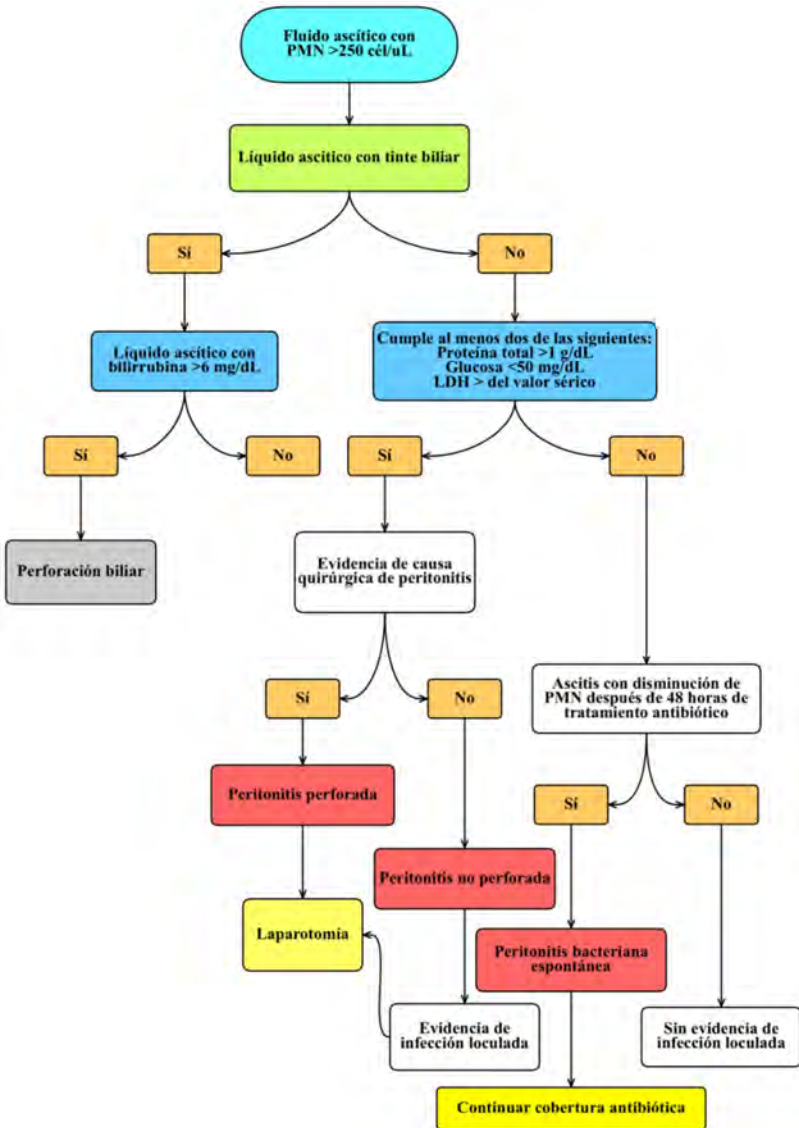 Fluido ascítico con
PMN >250 cél/uL
Líquido ascítico con tinte biliar
Sí
No
Líquido ascítico con
bilirrubina >6 mg/dL
Cumple al menos dos de las siguientes:
Proteína total >1 g/dL
Glucosa <50 mg/dL
LDH > del valor sérico
Sí
No
Sí
No
Perforación biliar
Evidencia de causa
quirúrgica de peritonitis
Sí
No
Ascitis con disminución de
PMN después de 48 horas de
tratamiento antibiótico
Peritonitis perforada
Sí
No
Peritonitis no perforada
Laparotomía
Peritonitis bacteriana
espontánea
Evidencia de
infección loculada
Sin evidencia de
infección loculada
Continuar cobertura antibiótica